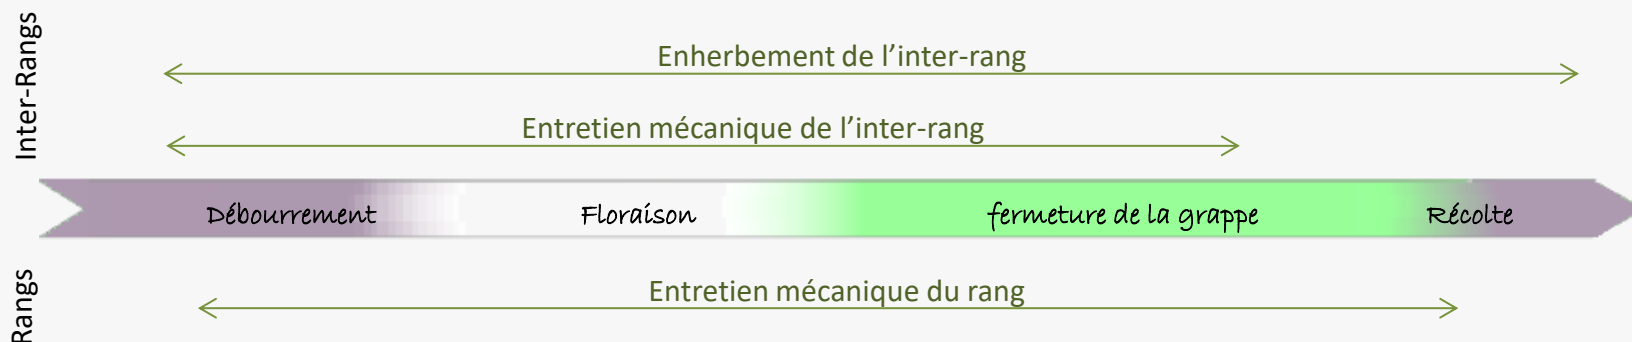 Inter-Rangs
Enherbement de l’inter-rang
Entretien mécanique de l’inter-rang
Débourrement Floraison fermeture de la grappe Récolte
Rangs
Entretien mécanique du rang